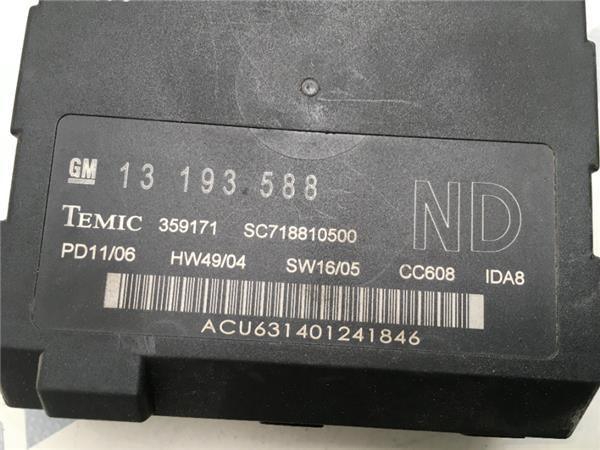 GM 13 193 588 ND
TEMIC 359171 SC718810500
PD11/06 HW49/04 SW16/05 CC608 IDA8
ACU631401241846